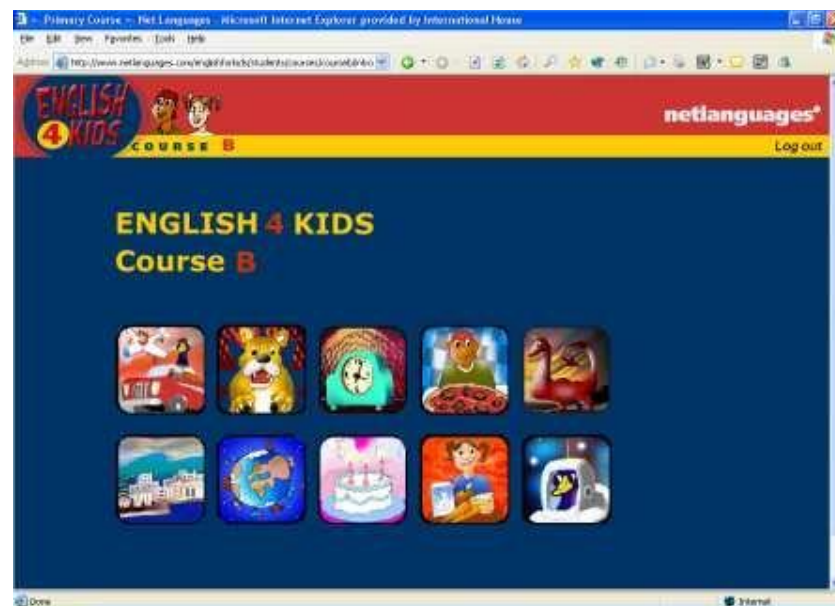 - Primary Course - Net Languages - Microsoft Internet Explorer provided by International House
File Edit View Favorites Tools Help
Address
ENGLISH
4 KIDS
COURSE B
netlanguages
Log out
ENGLISH 4 KIDS
Course B
Done
Internet